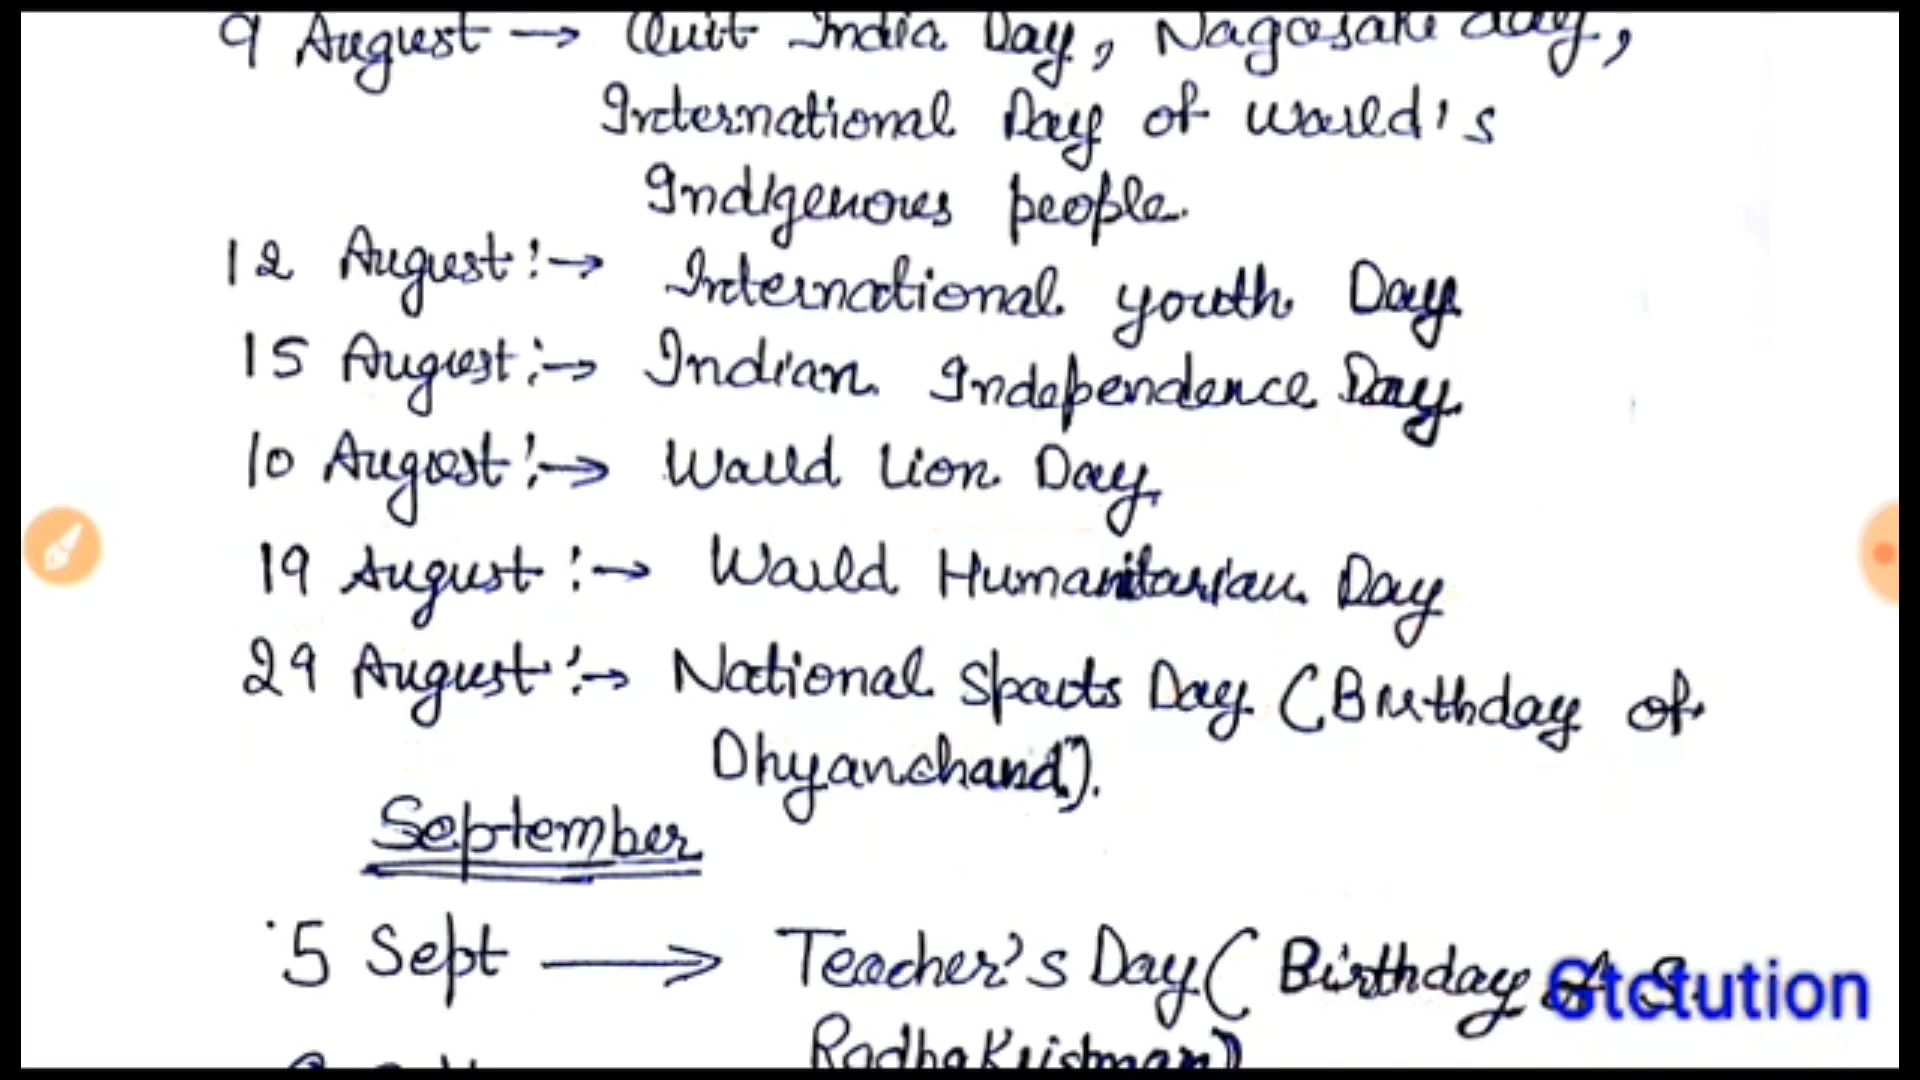 9 August → Quit India Day, Nagasaki day,
International Day of World's
Indigenous people.
12 August :→ International youth Day
15 August :→ Indian Independence Day
10 August :→ World Lion Day
19 August :→ World Humanitarian Day
29 August :→ National Sports Day (Birthday of
Dhyanchand).
September
5 Sept → Teacher's Day ( Birthday of S.
Gtctution
RadhaKrishnan)